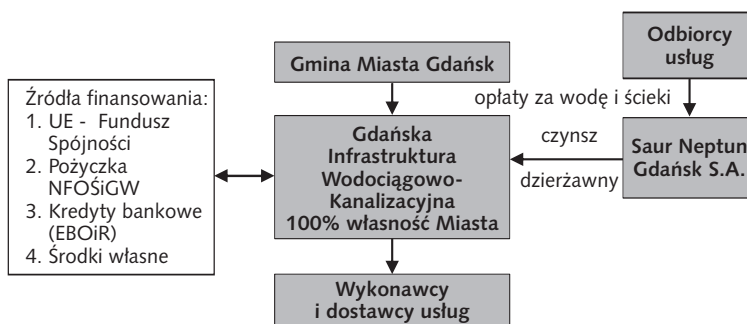 Źródła finansowania:
1. UE - Fundusz
Spójności
2. Pożyczka
NFOŚiGW
3. Kredyty bankowe
(EBOiR)
4. Środki własne
Gmina Miasta Gdańsk
Gdańska
Infrastruktura
Wodociągowo-
Kanalizacyjna
100% własność Miasta
Wykonawcy
i dostawcy usług
Odbiorcy
usług
opłaty za wodę i ścieki
czynsz
dzierżawny
Saur Neptun
Gdańsk S.A.